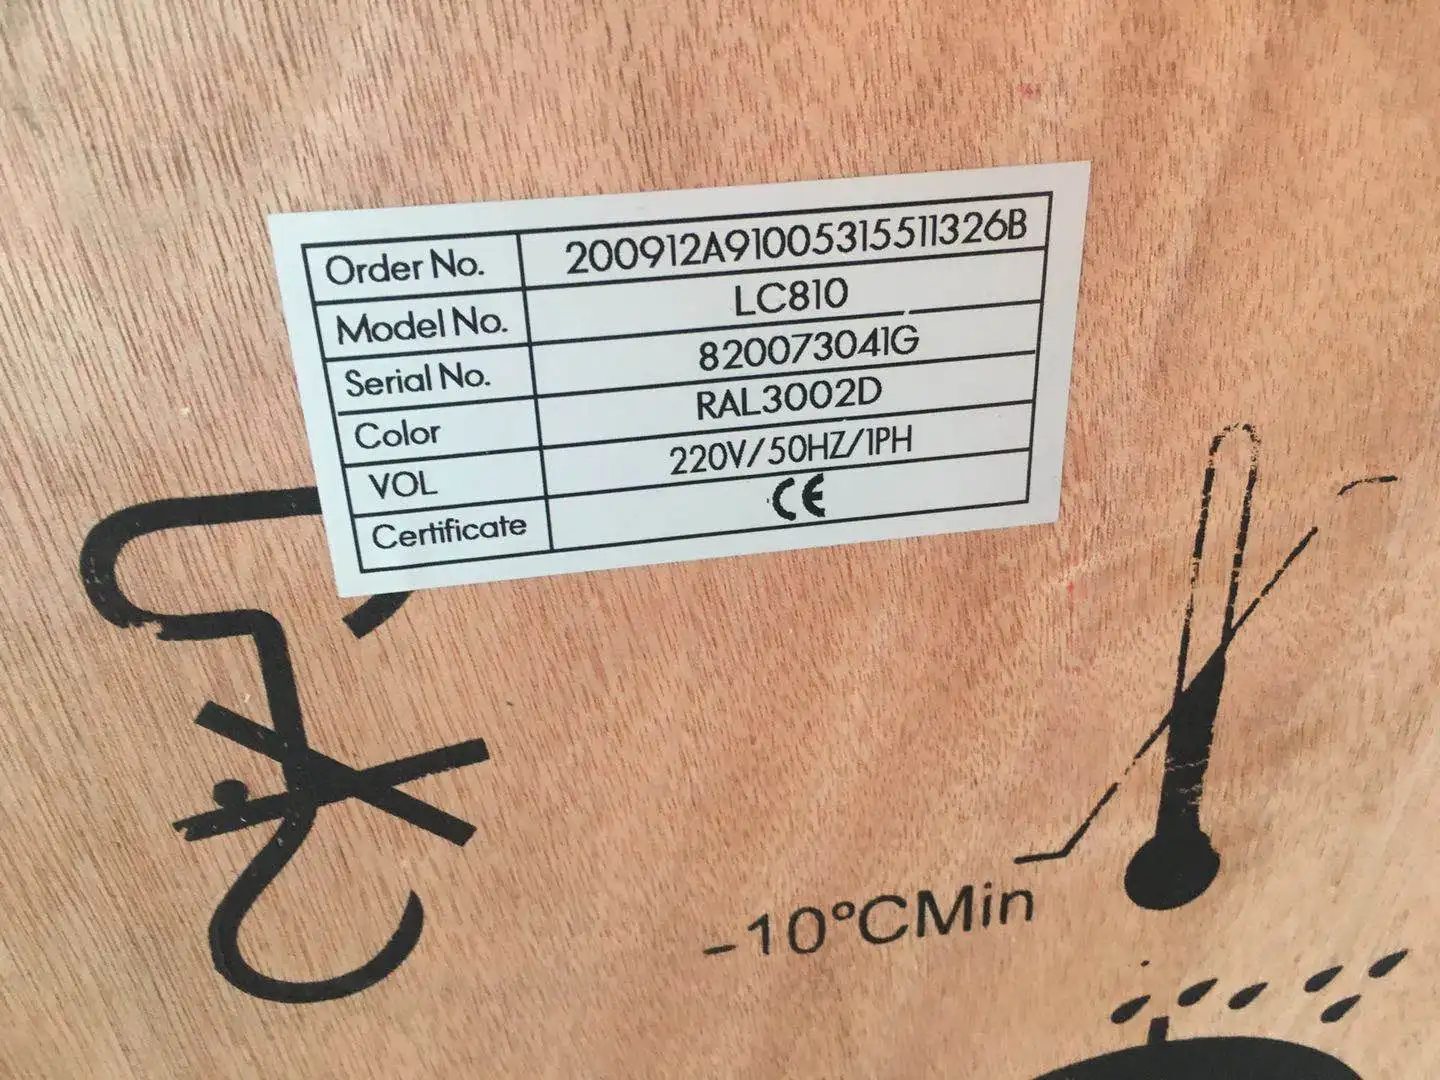 Order No. 200912A91005315511326B
Model No. LC810
Serial No. 820073041G
Color RAL3002D
VOL 220V/50HZ/1PH
Certificate CE
-10°CMin